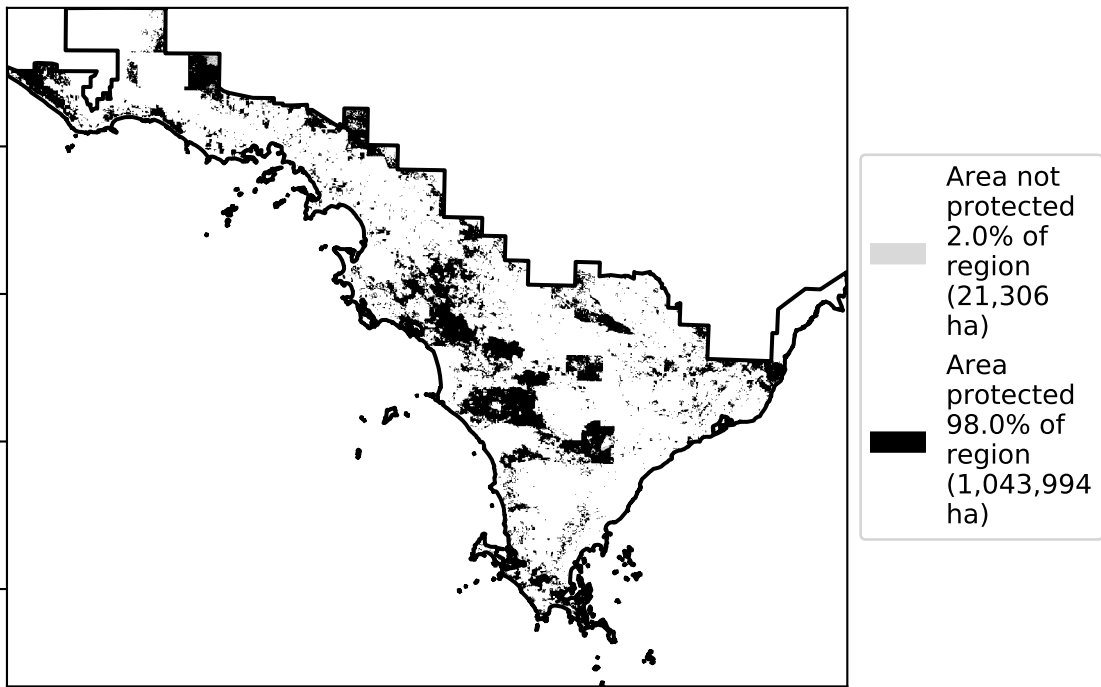 Area not
protected
2.0% of
region
(21,306
ha)
Area
protected
98.0% of
region
(1,043,994
ha)